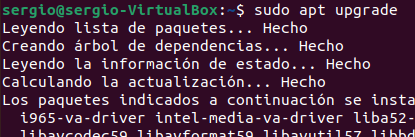 sergio@sergio-VirtualBox:~$ sudo apt upgrade
Leyendo lista de paquetes... Hecho
Creando árbol de dependencias... Hecho
Leyendo la información de estado... Hecho
Calculando la actualización... Hecho
Los paquetes indicados a continuación se insta
i965-va-driver intel-media-va-driver liba52-
libavcodec59 libavformat59 libavutil57 libbd